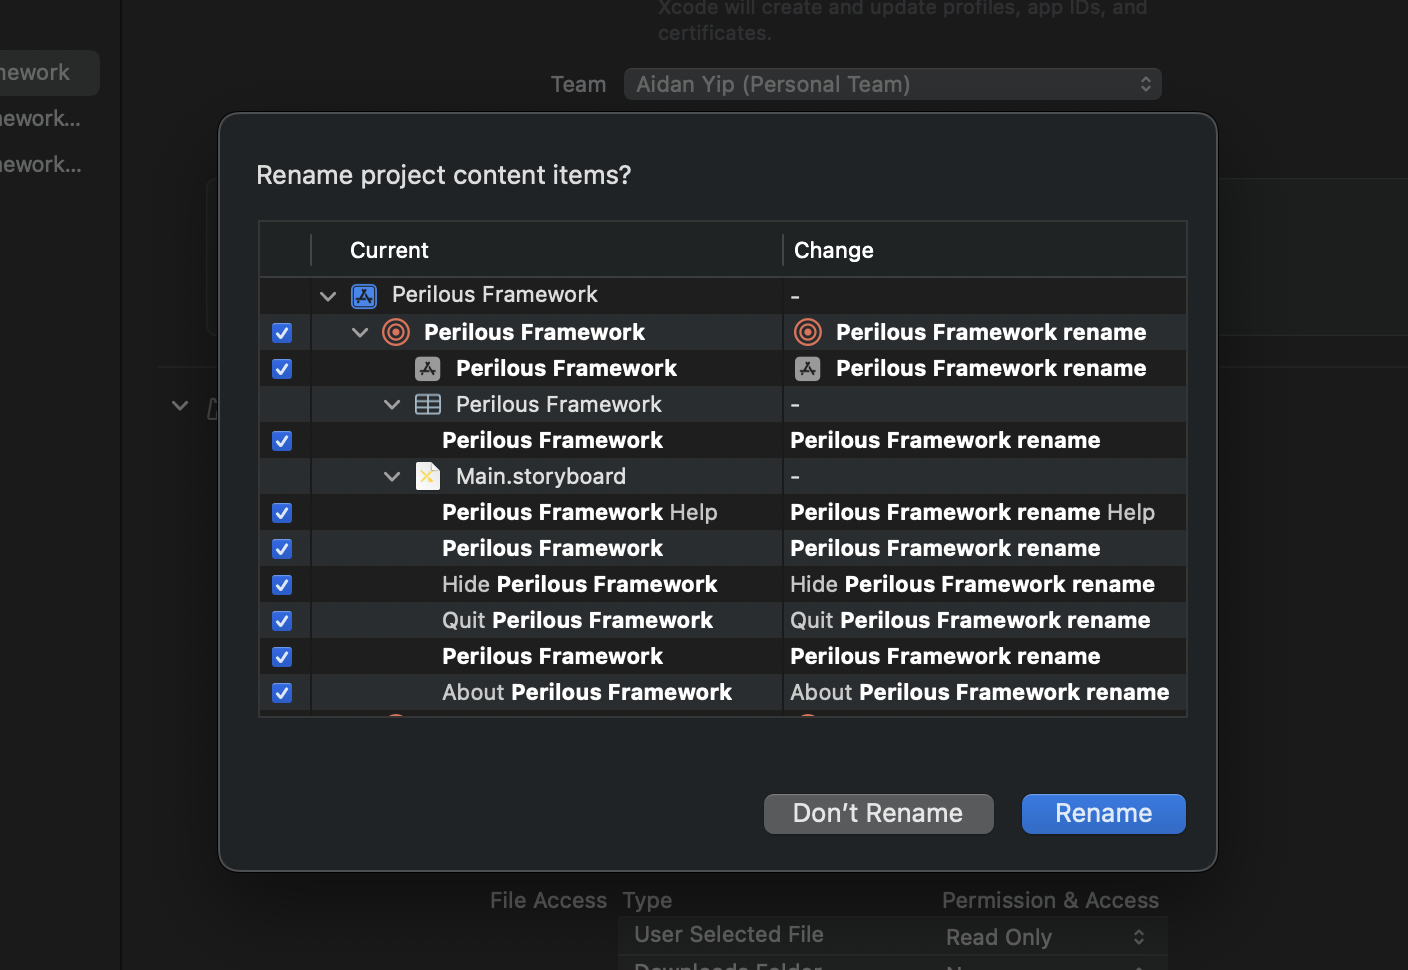 Xcode will create and update profiles, app IDs, and
certificates.
Team Aidan Yip (Personal Team)
Rename project content items?
Current Change
Perilous Framework -
Perilous Framework Perilous Framework rename
Perilous Framework Perilous Framework rename
Perilous Framework -
Perilous Framework Perilous Framework rename
Main.storyboard -
Perilous Framework Help Perilous Framework rename Help
Perilous Framework Perilous Framework rename
Hide Perilous Framework Hide Perilous Framework rename
Quit Perilous Framework Quit Perilous Framework rename
Perilous Framework Perilous Framework rename
About Perilous Framework About Perilous Framework rename
Don't Rename Rename
File Access Type Permission & Access
User Selected File Read Only
Downloads Folder